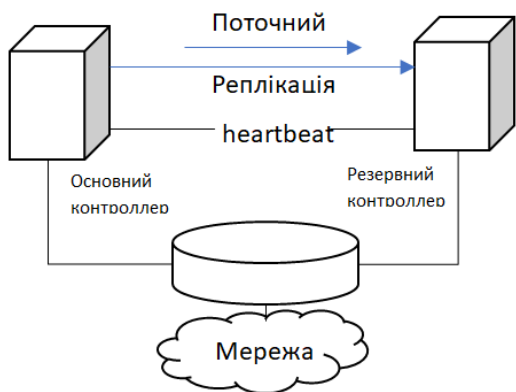 Поточний
Реплікація
heartbeat
Основний
контроллер
Резервний
контроллер
Мережа